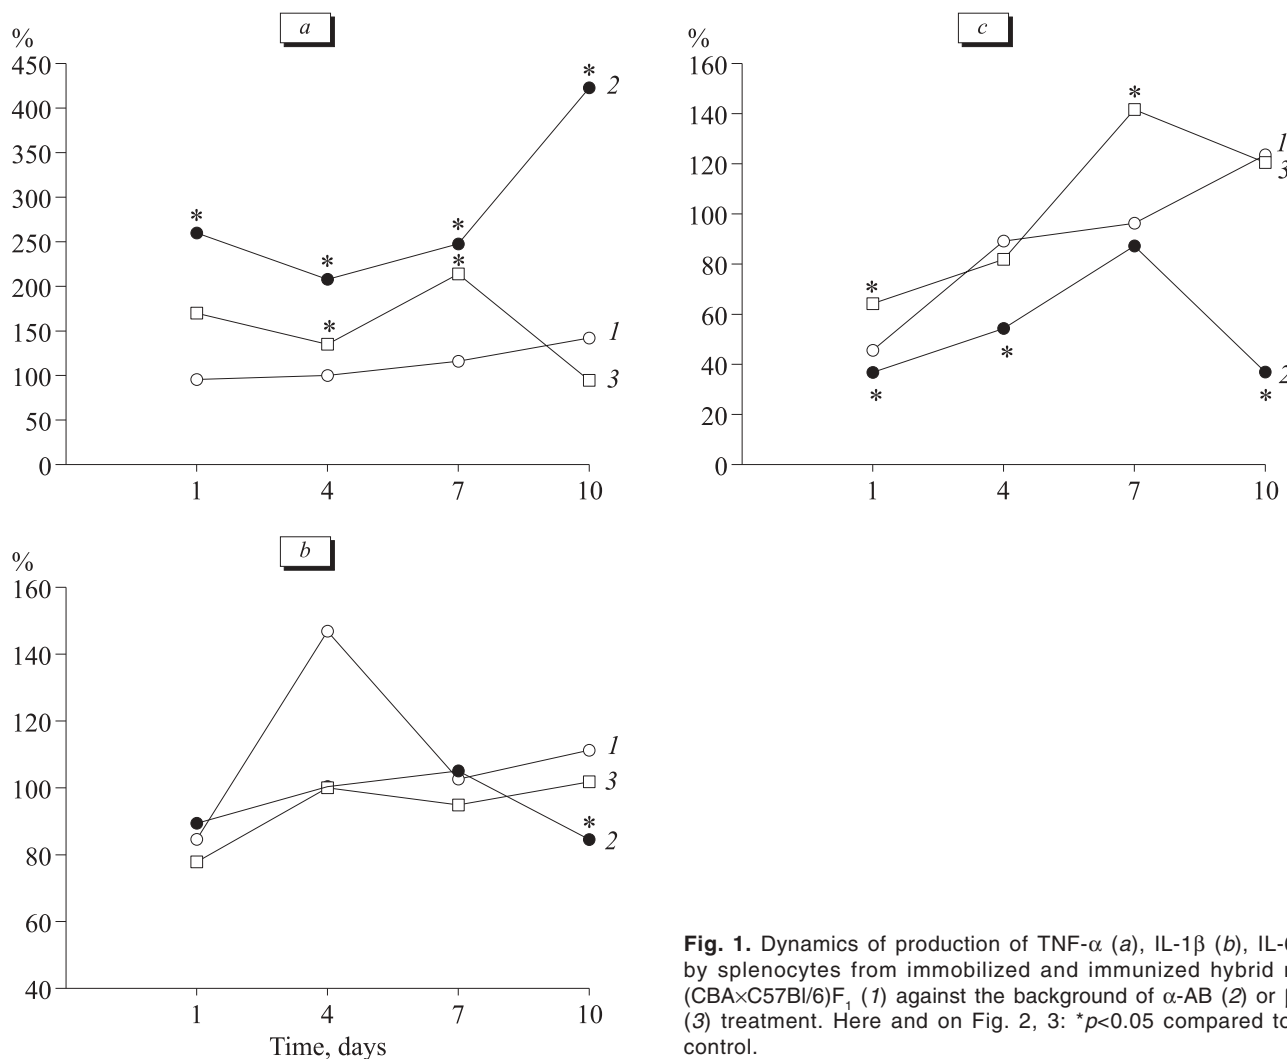 a
%
450
400
350
300
250
200
150
100
50
0
* * * * * *
2
1
3
1 4 7 10
c
%
160
140
120
100
80
60
40
20
0
* * * * *
1
3
2
1 4 7 10
b
%
160
140
120
100
80
60
40
*
1
3
2
1 4 7 10
Time, days
Fig. 1. Dynamics of production of TNF-α (a), IL-1β (b),
by splenocytes from immobilized and immunized hybrid
(CBA×C57Bl/6)F₁ (1) against the background of α-AB (2) or
(3) treatment. Here and on Fig. 2, 3: *p<0.05 compared to
control.